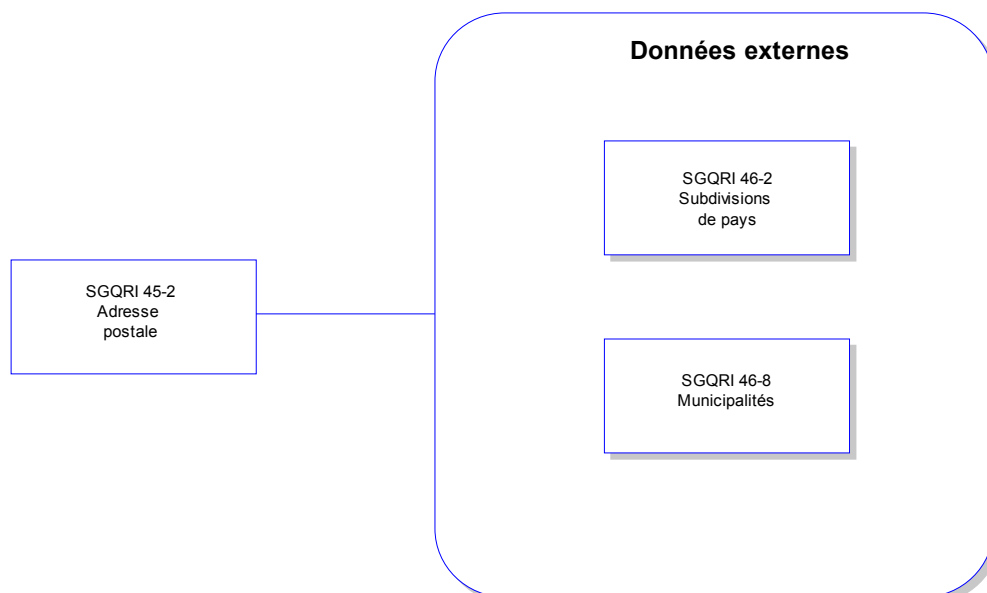 Données externes
SGQRI 46-2
Subdivisions
de pays
SGQRI 45-2
Adresse
postale
SGQRI 46-8
Municipalités